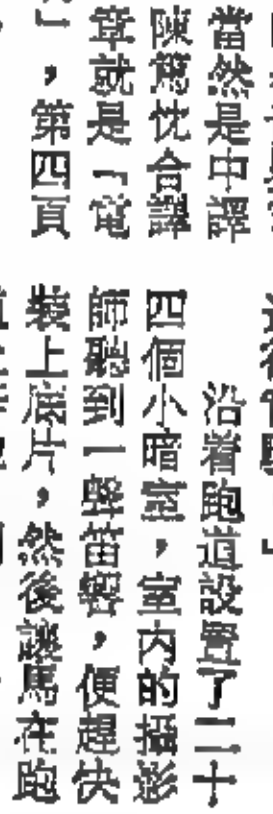 當然是中譯
陳篤忱合譯
章就是『電
』，第四頁
沿着跑道設置了二十
四個小暗室，室內的攝影
師聽到一聲笛響，便趕快
裝上底片，然後讓馬在跑